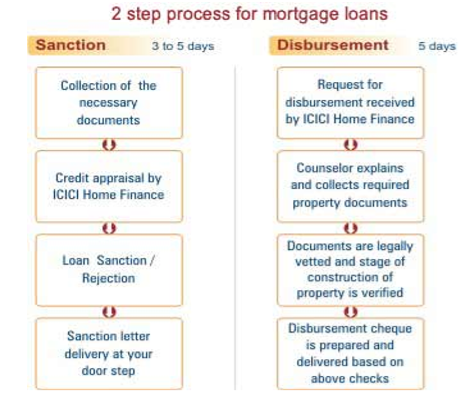 2 step process for mortgage loans
Sanction 3 to 5 days
Collection of the
necessary
documents
Credit appraisal by
ICICI Home Finance
Loan Sanction /
Rejection
Sanction letter
delivery at your
door step
Disbursement 5 days
Request for
disbursement received
by ICICI Home Finance
Counselor explains
and collects required
property documents
Documents are legally
vetted and stage of
construction of
property is verified
Disbursement cheque
is prepared and
delivered based on
above checks